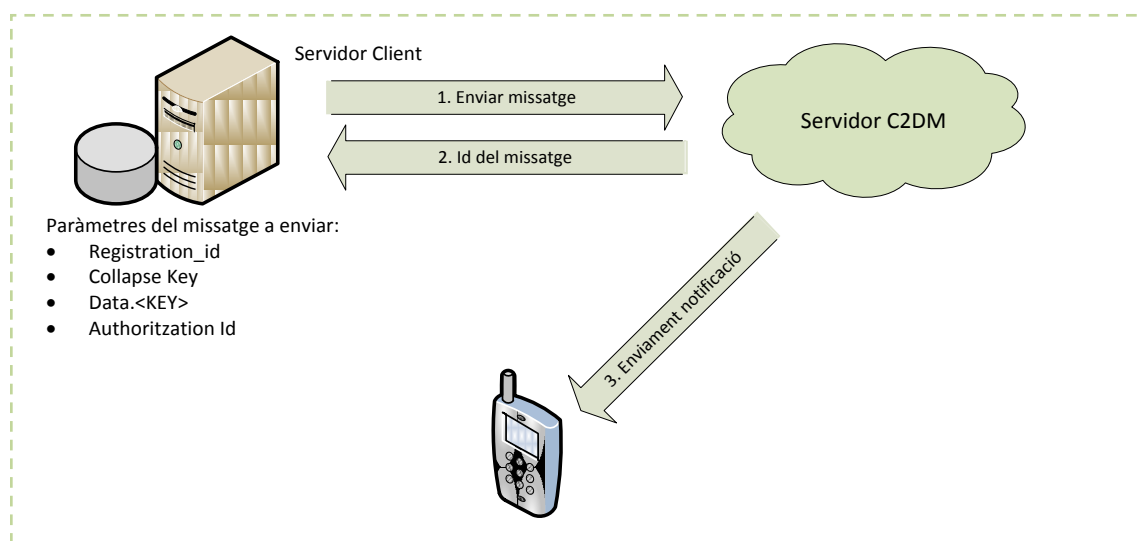 Servidor Client
1. Enviar missatge
2. Id del missatge
Servidor C2DM
Paràmetres del missatge a enviar:
• Registration_id
• Collapse Key
• Data.<KEY>
• Authoritzation Id
3. Enviament notificació